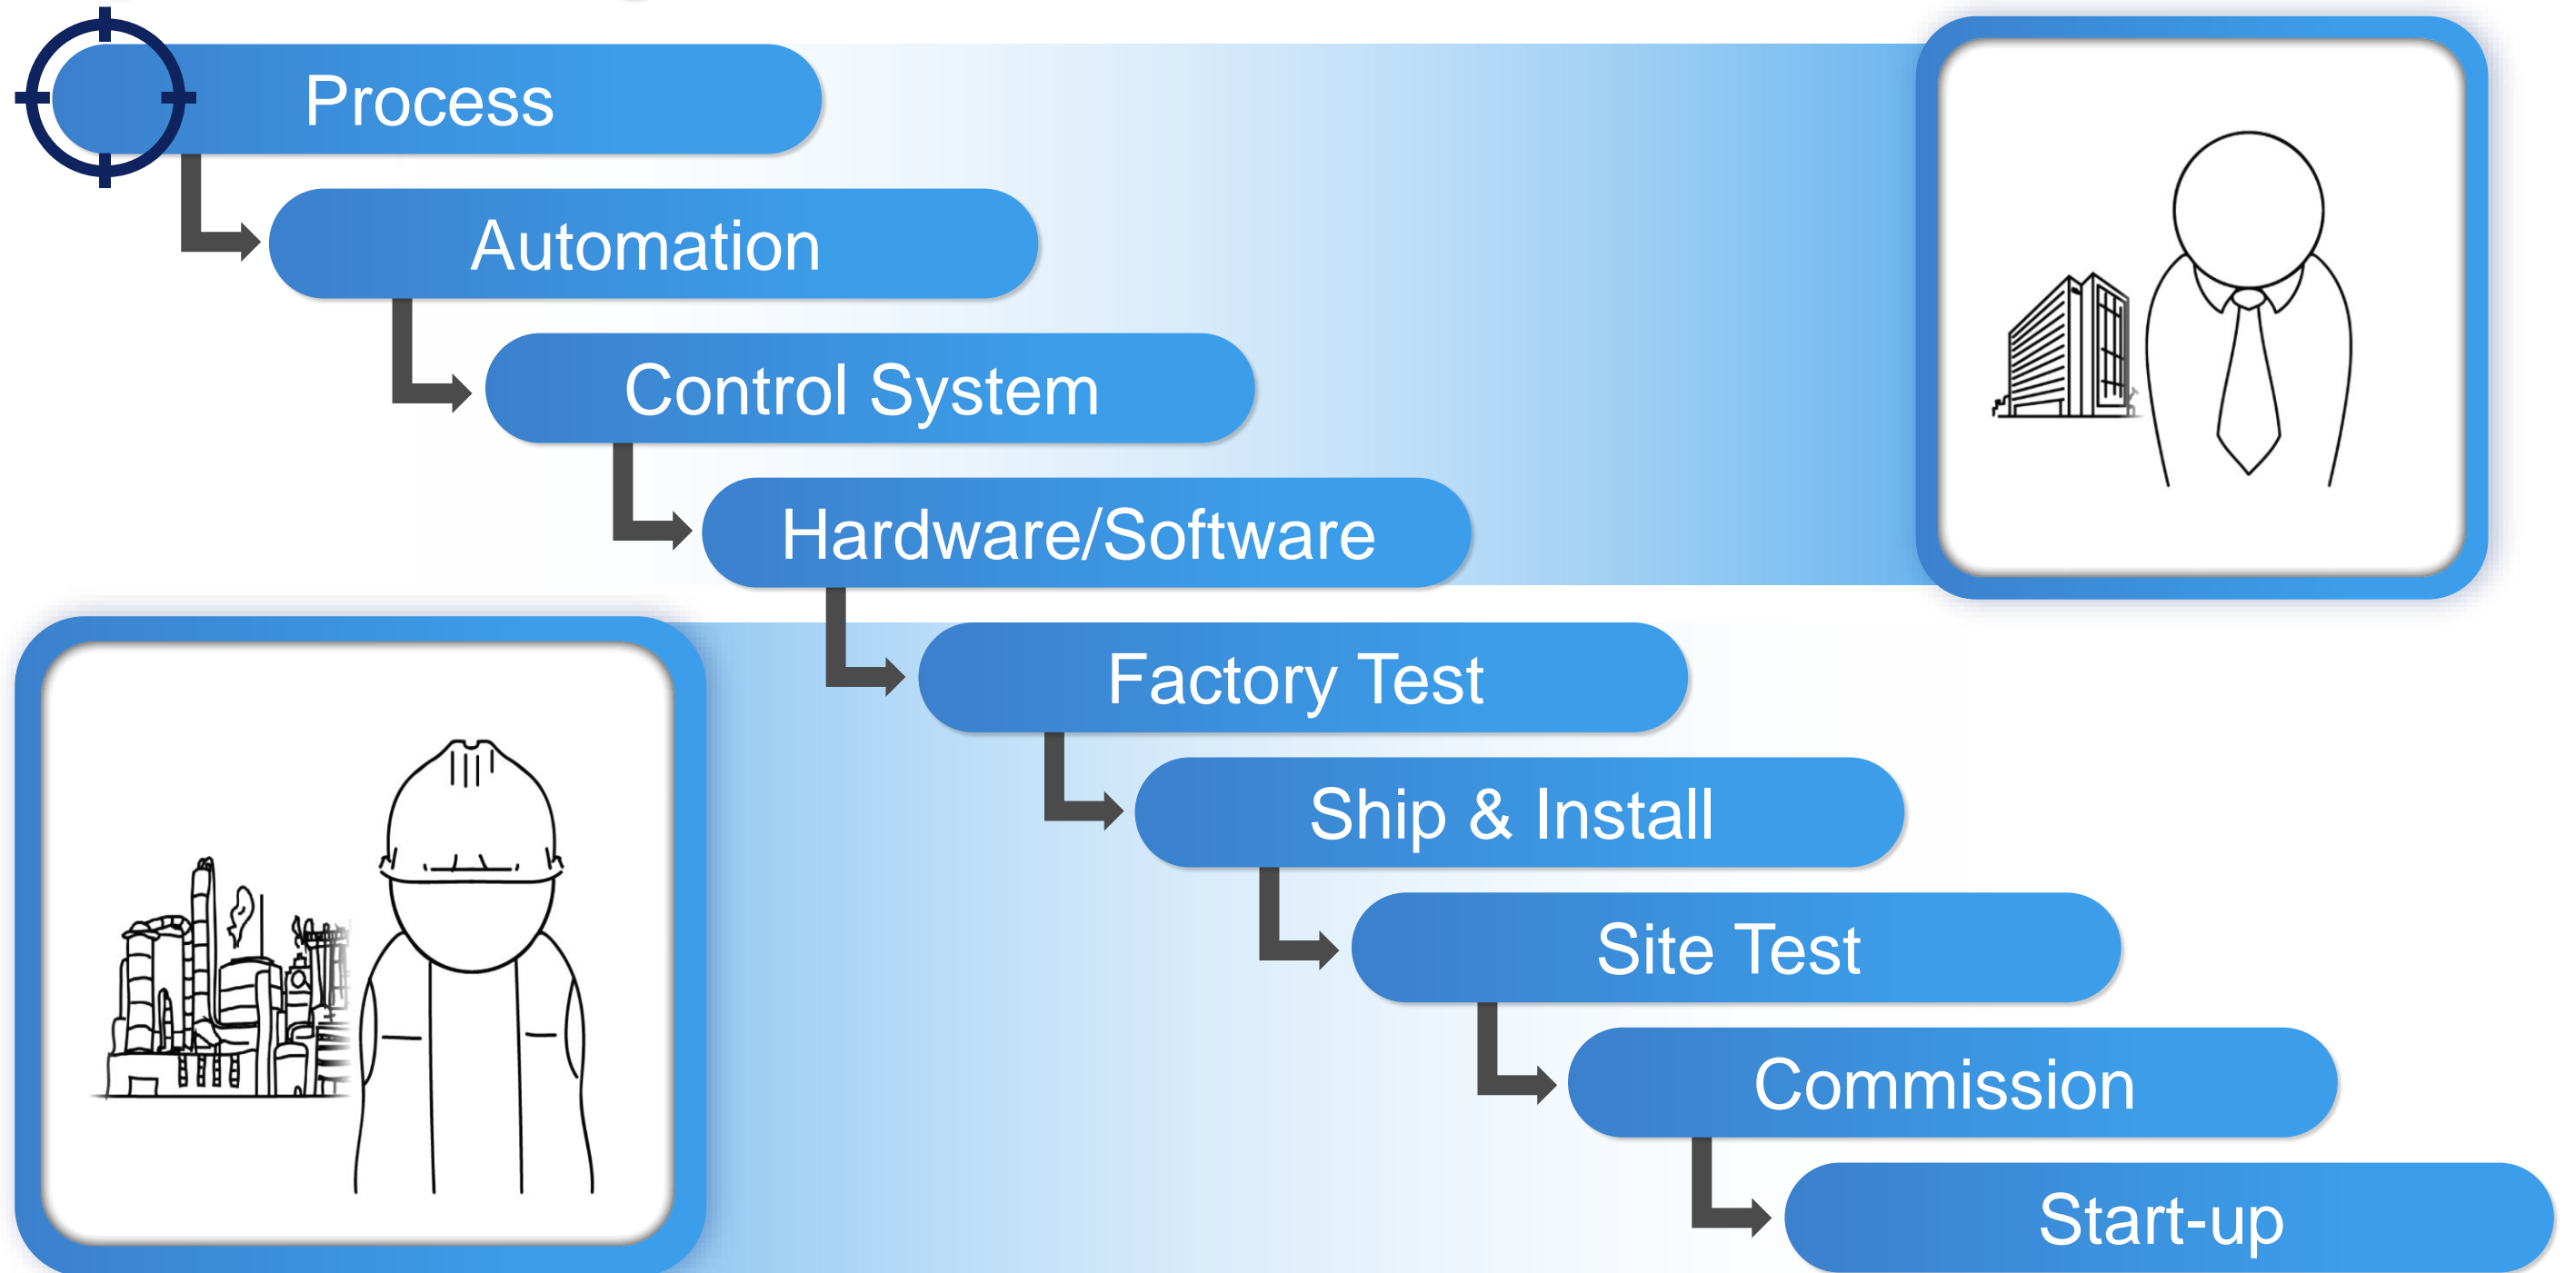 Process
Automation
Control System
Hardware/Software
Factory Test
Ship & Install
Site Test
Commission
Start-up